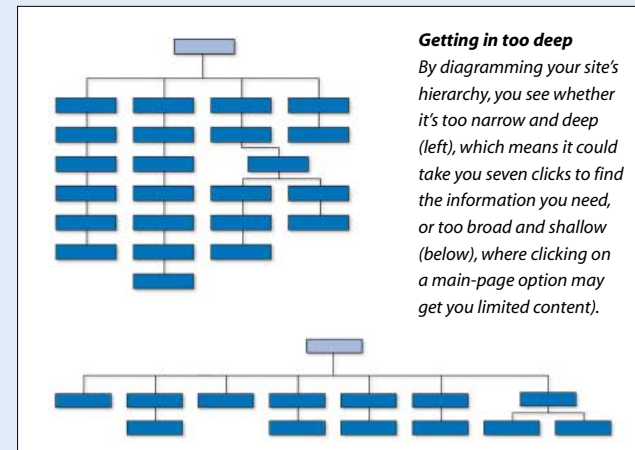 Getting in too deep
By diagramming your site's
hierarchy, you see whether
it's too narrow and deep
(left), which means it could
take you seven clicks to find
the information you need,
or too broad and shallow
(below), where clicking on
a main-page option may
get you limited content).